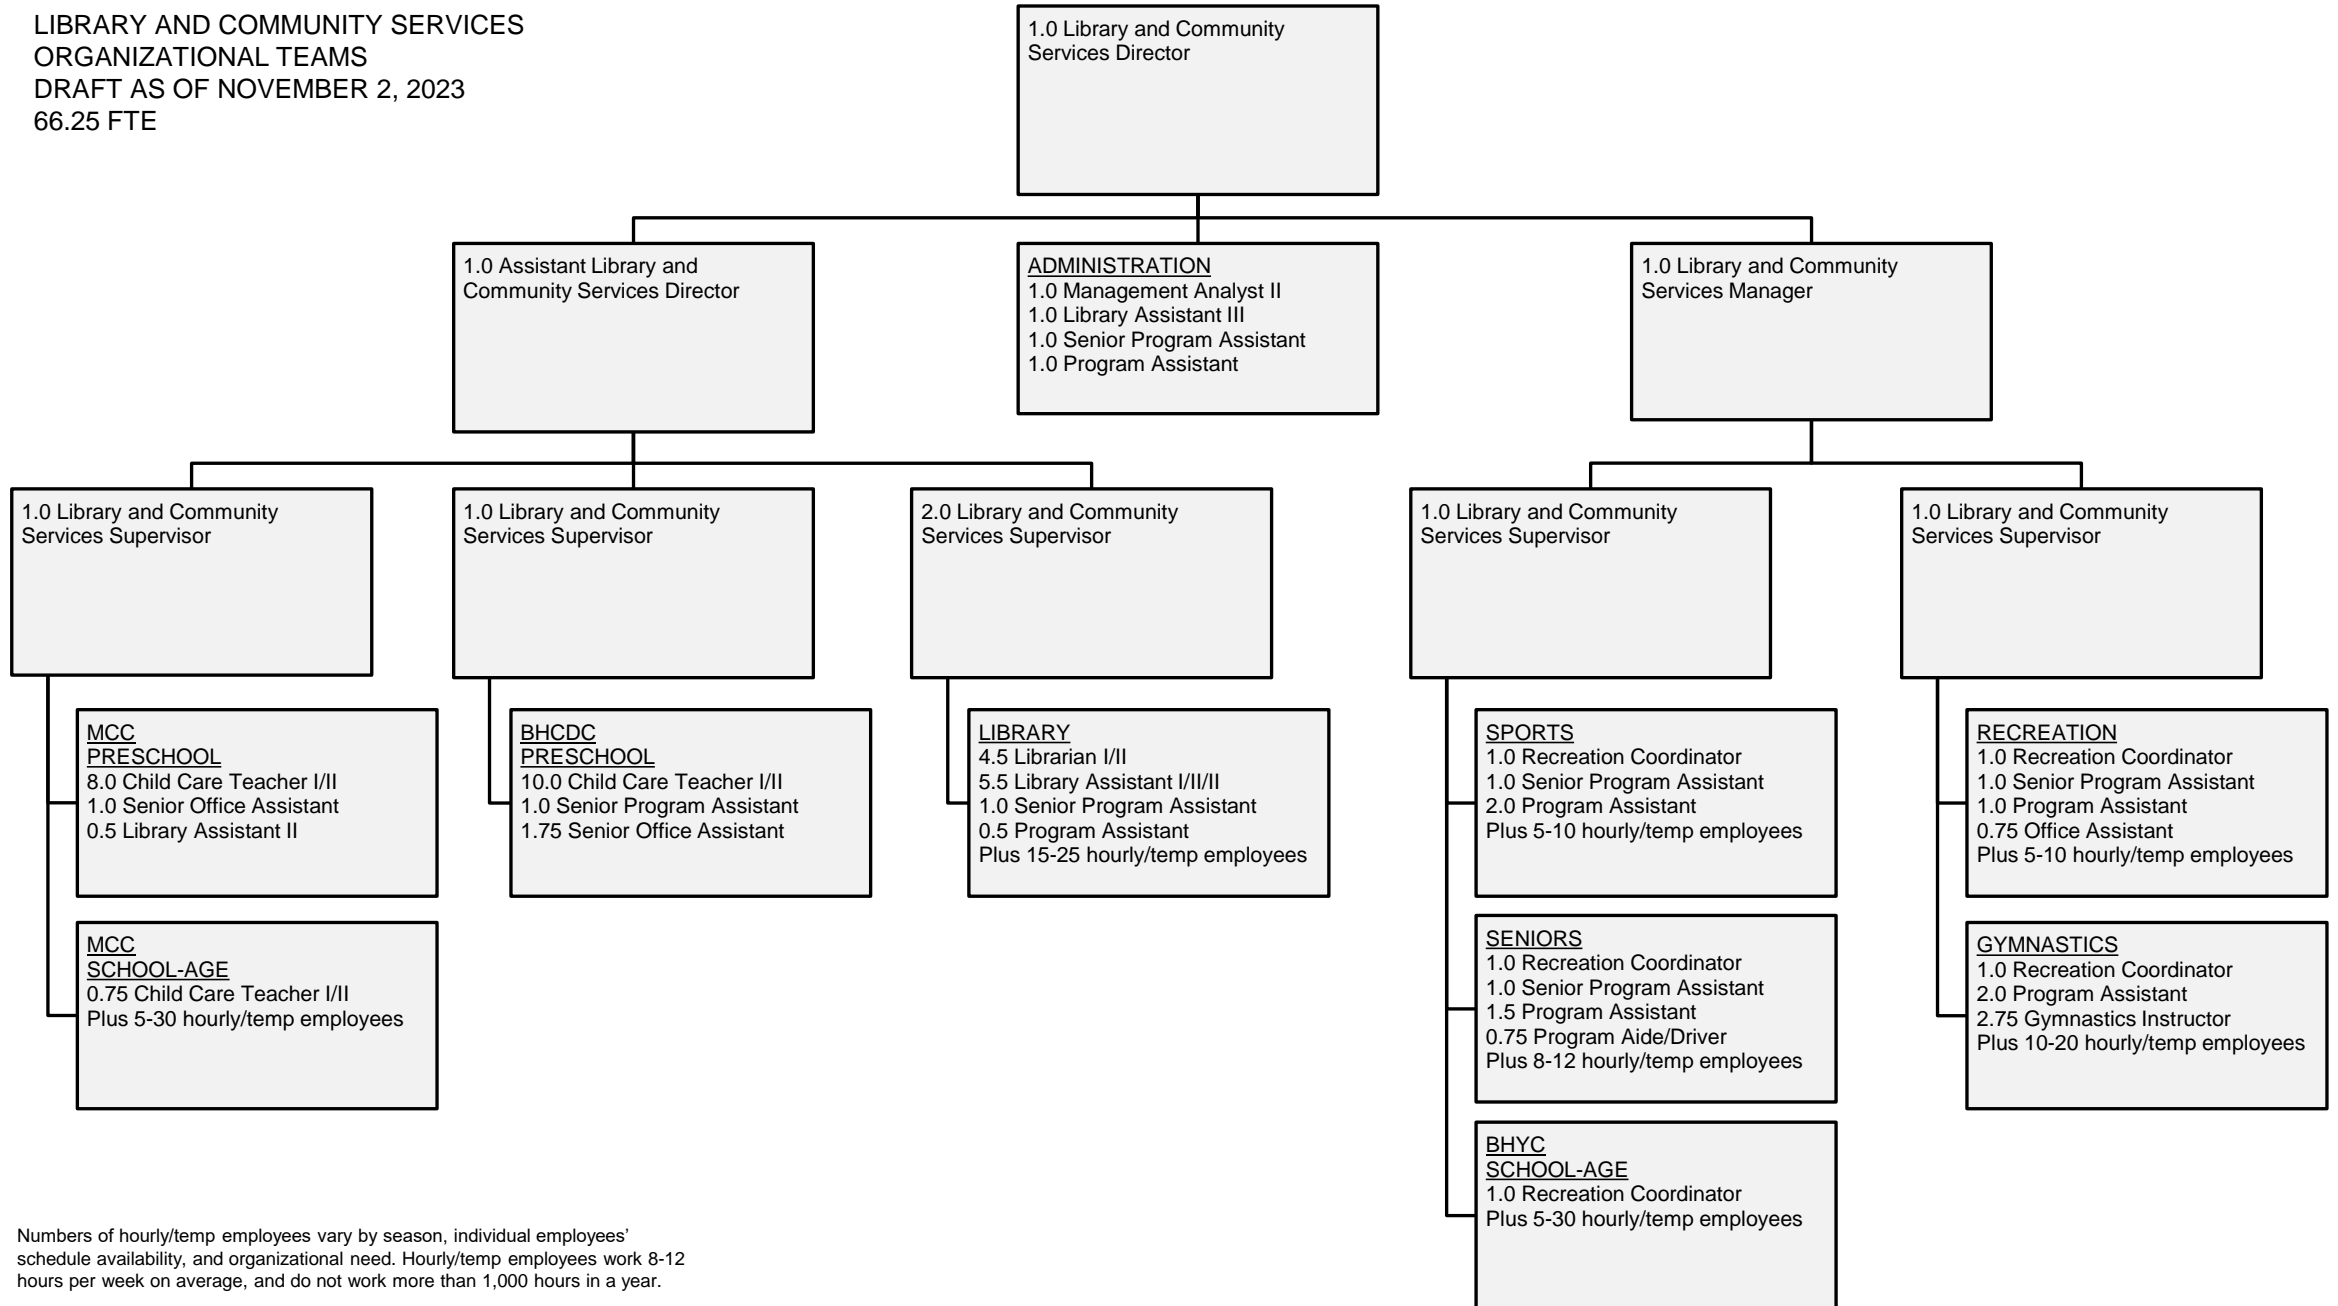 LIBRARY AND COMMUNITY SERVICES
ORGANIZATIONAL TEAMS
DRAFT AS OF NOVEMBER 2, 2023
66.25 FTE
1.0 Library and Community
Services Director
1.0 Assistant Library and
Community Services Director
ADMINISTRATION
1.0 Management Analyst II
1.0 Library Assistant III
1.0 Senior Program Assistant
1.0 Program Assistant
1.0 Library and Community
Services Manager
1.0 Library and Community
Services Supervisor
1.0 Library and Community
Services Supervisor
2.0 Library and Community
Services Supervisor
1.0 Library and Community
Services Supervisor
1.0 Library and Community
Services Supervisor
MCC
PRESCHOOL
8.0 Child Care Teacher I/II
1.0 Senior Office Assistant
0.5 Library Assistant II
BHCDC
PRESCHOOL
10.0 Child Care Teacher I/II
1.0 Senior Program Assistant
1.75 Senior Office Assistant
LIBRARY
4.5 Librarian I/II
5.5 Library Assistant I/II/II
1.0 Senior Program Assistant
0.5 Program Assistant
Plus 15-25 hourly/temp employees
SPORTS
1.0 Recreation Coordinator
1.0 Senior Program Assistant
2.0 Program Assistant
Plus 5-10 hourly/temp employees
RECREATION
1.0 Recreation Coordinator
1.0 Senior Program Assistant
1.0 Program Assistant
0.75 Office Assistant
Plus 5-10 hourly/temp employees
MCC
SCHOOL-AGE
0.75 Child Care Teacher I/II
Plus 5-30 hourly/temp employees
SENIORS
1.0 Recreation Coordinator
1.0 Senior Program Assistant
1.5 Program Assistant
0.75 Program Aide/Driver
Plus 8-12 hourly/temp employees
GYMNASTICS
1.0 Recreation Coordinator
2.0 Program Assistant
2.75 Gymnastics Instructor
Plus 10-20 hourly/temp employees
BHYC
SCHOOL-AGE
1.0 Recreation Coordinator
Plus 5-30 hourly/temp employees
Numbers of hourly/temp employees vary by season, individual employees’
schedule availability, and organizational need. Hourly/temp employees work 8-12
hours per week on average, and do not work more than 1,000 hours in a year.